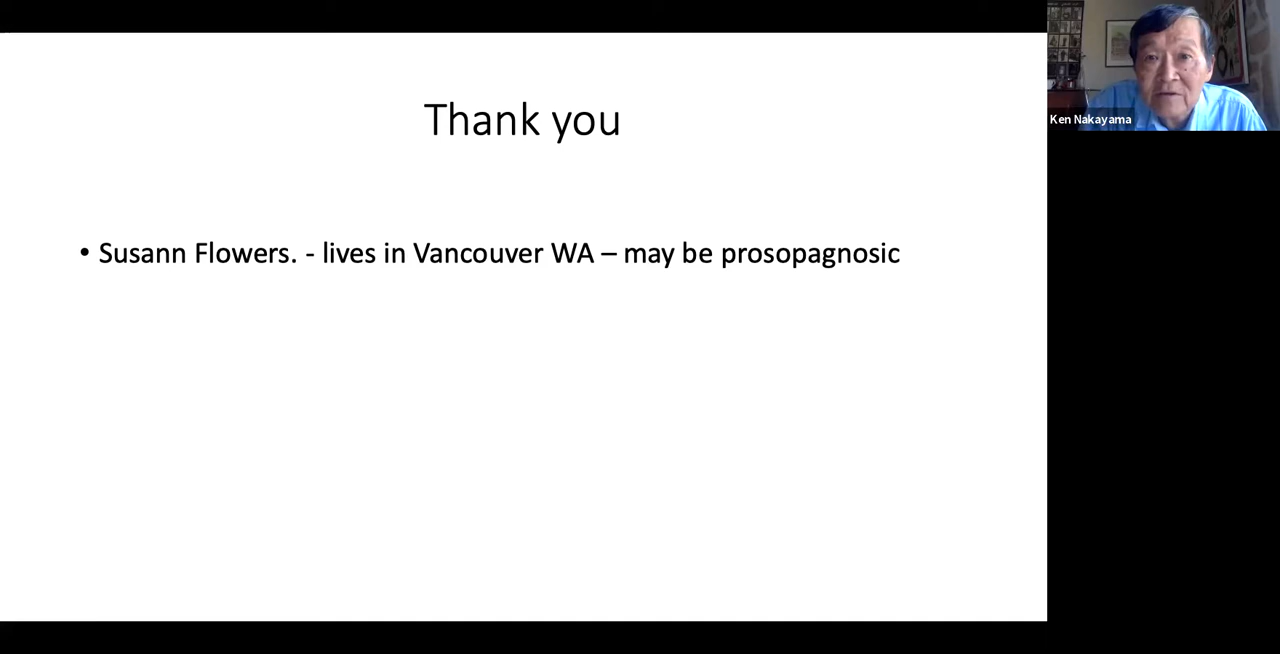 Thank you
• Susann Flowers. - lives in Vancouver WA – may be prosopagnosic
Ken Nakayama